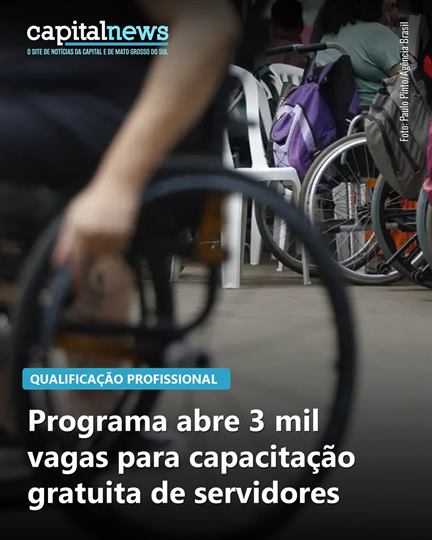 capitalnews
O SITE DE NOTÍCIAS DA CAPITAL E DE MATO GROSSO DO SUL
Foto: Paulo Pinto/Agência Brasil
QUALIFICAÇÃO PROFISSIONAL
Programa abre 3 mil
vagas para capacitação
gratuita de servidores